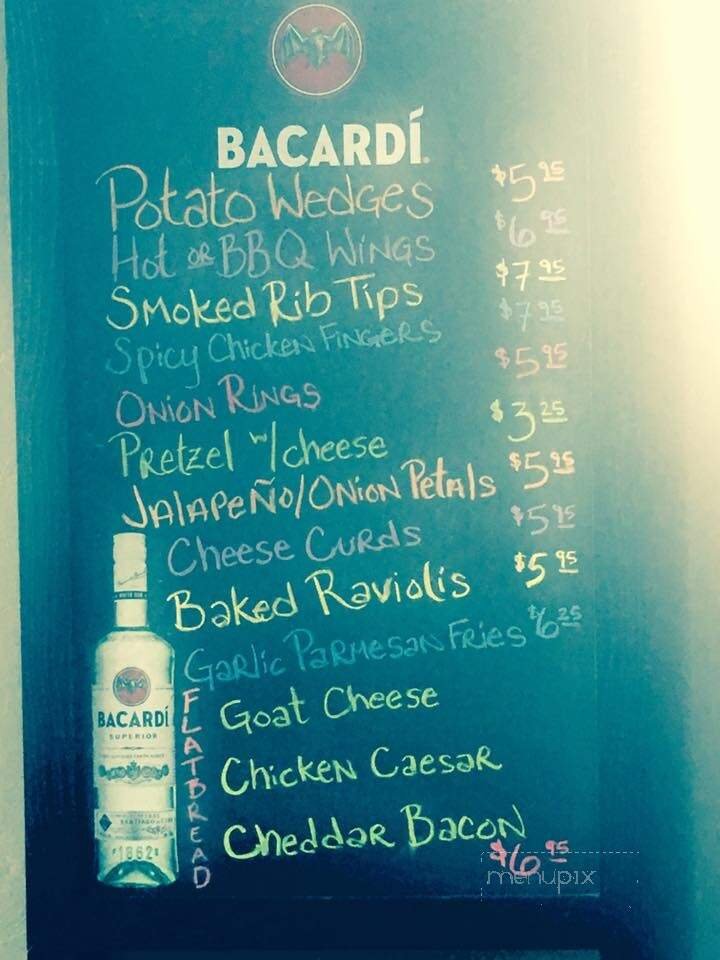 BACARDÍ
Potato Wedges $5.95
Hot or BBQ Wings $6.95
Smoked Rib Tips $7.95
Spicy Chicken Fingers $7.95
Onion Rings $5.95
Pretzel w/cheese $3.25
Jalapeño/Onion Petals $5.95
Cheese Curds $5.95
Baked Raviolis $5.95
Garlic Parmesan Fries $6.25
FLATBREAD
Goat Cheese
Chicken Caesar
Cheddar Bacon
$6.95
BACARDÍ
SUPERIOR
1862
menupix